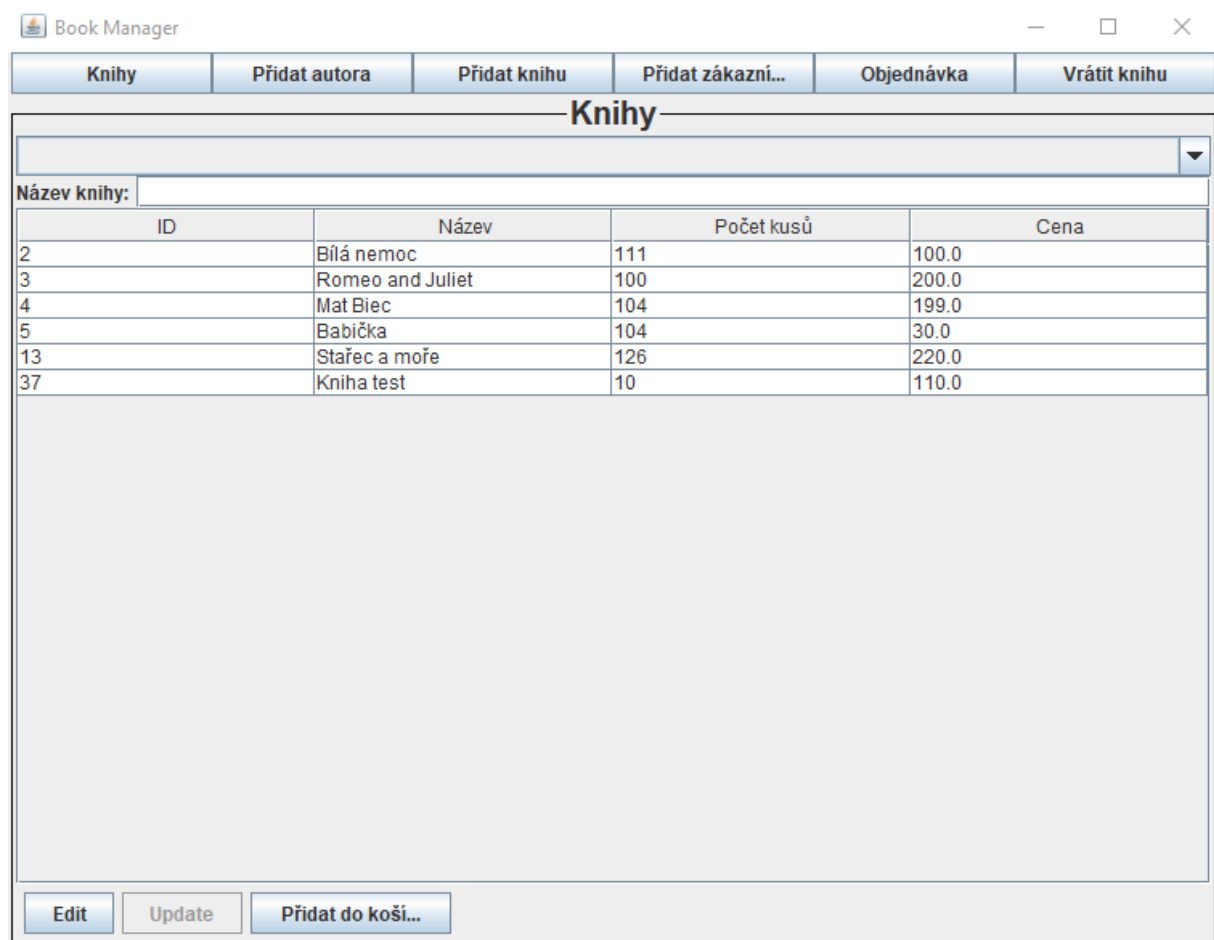 Book Manager
Knihy Přidat autora Přidat knihu Přidat zákazní... Objednávka Vrátit knihu
Knihy
Název knihy:
ID Název Počet kusů Cena
2 Bílá nemoc 111 100.0
3 Romeo and Juliet 100 200.0
4 Mat Biec 104 199.0
5 Babička 104 30.0
13 Stařec a moře 126 220.0
37 Kniha test 10 110.0
Edit Update Přidat do koší...